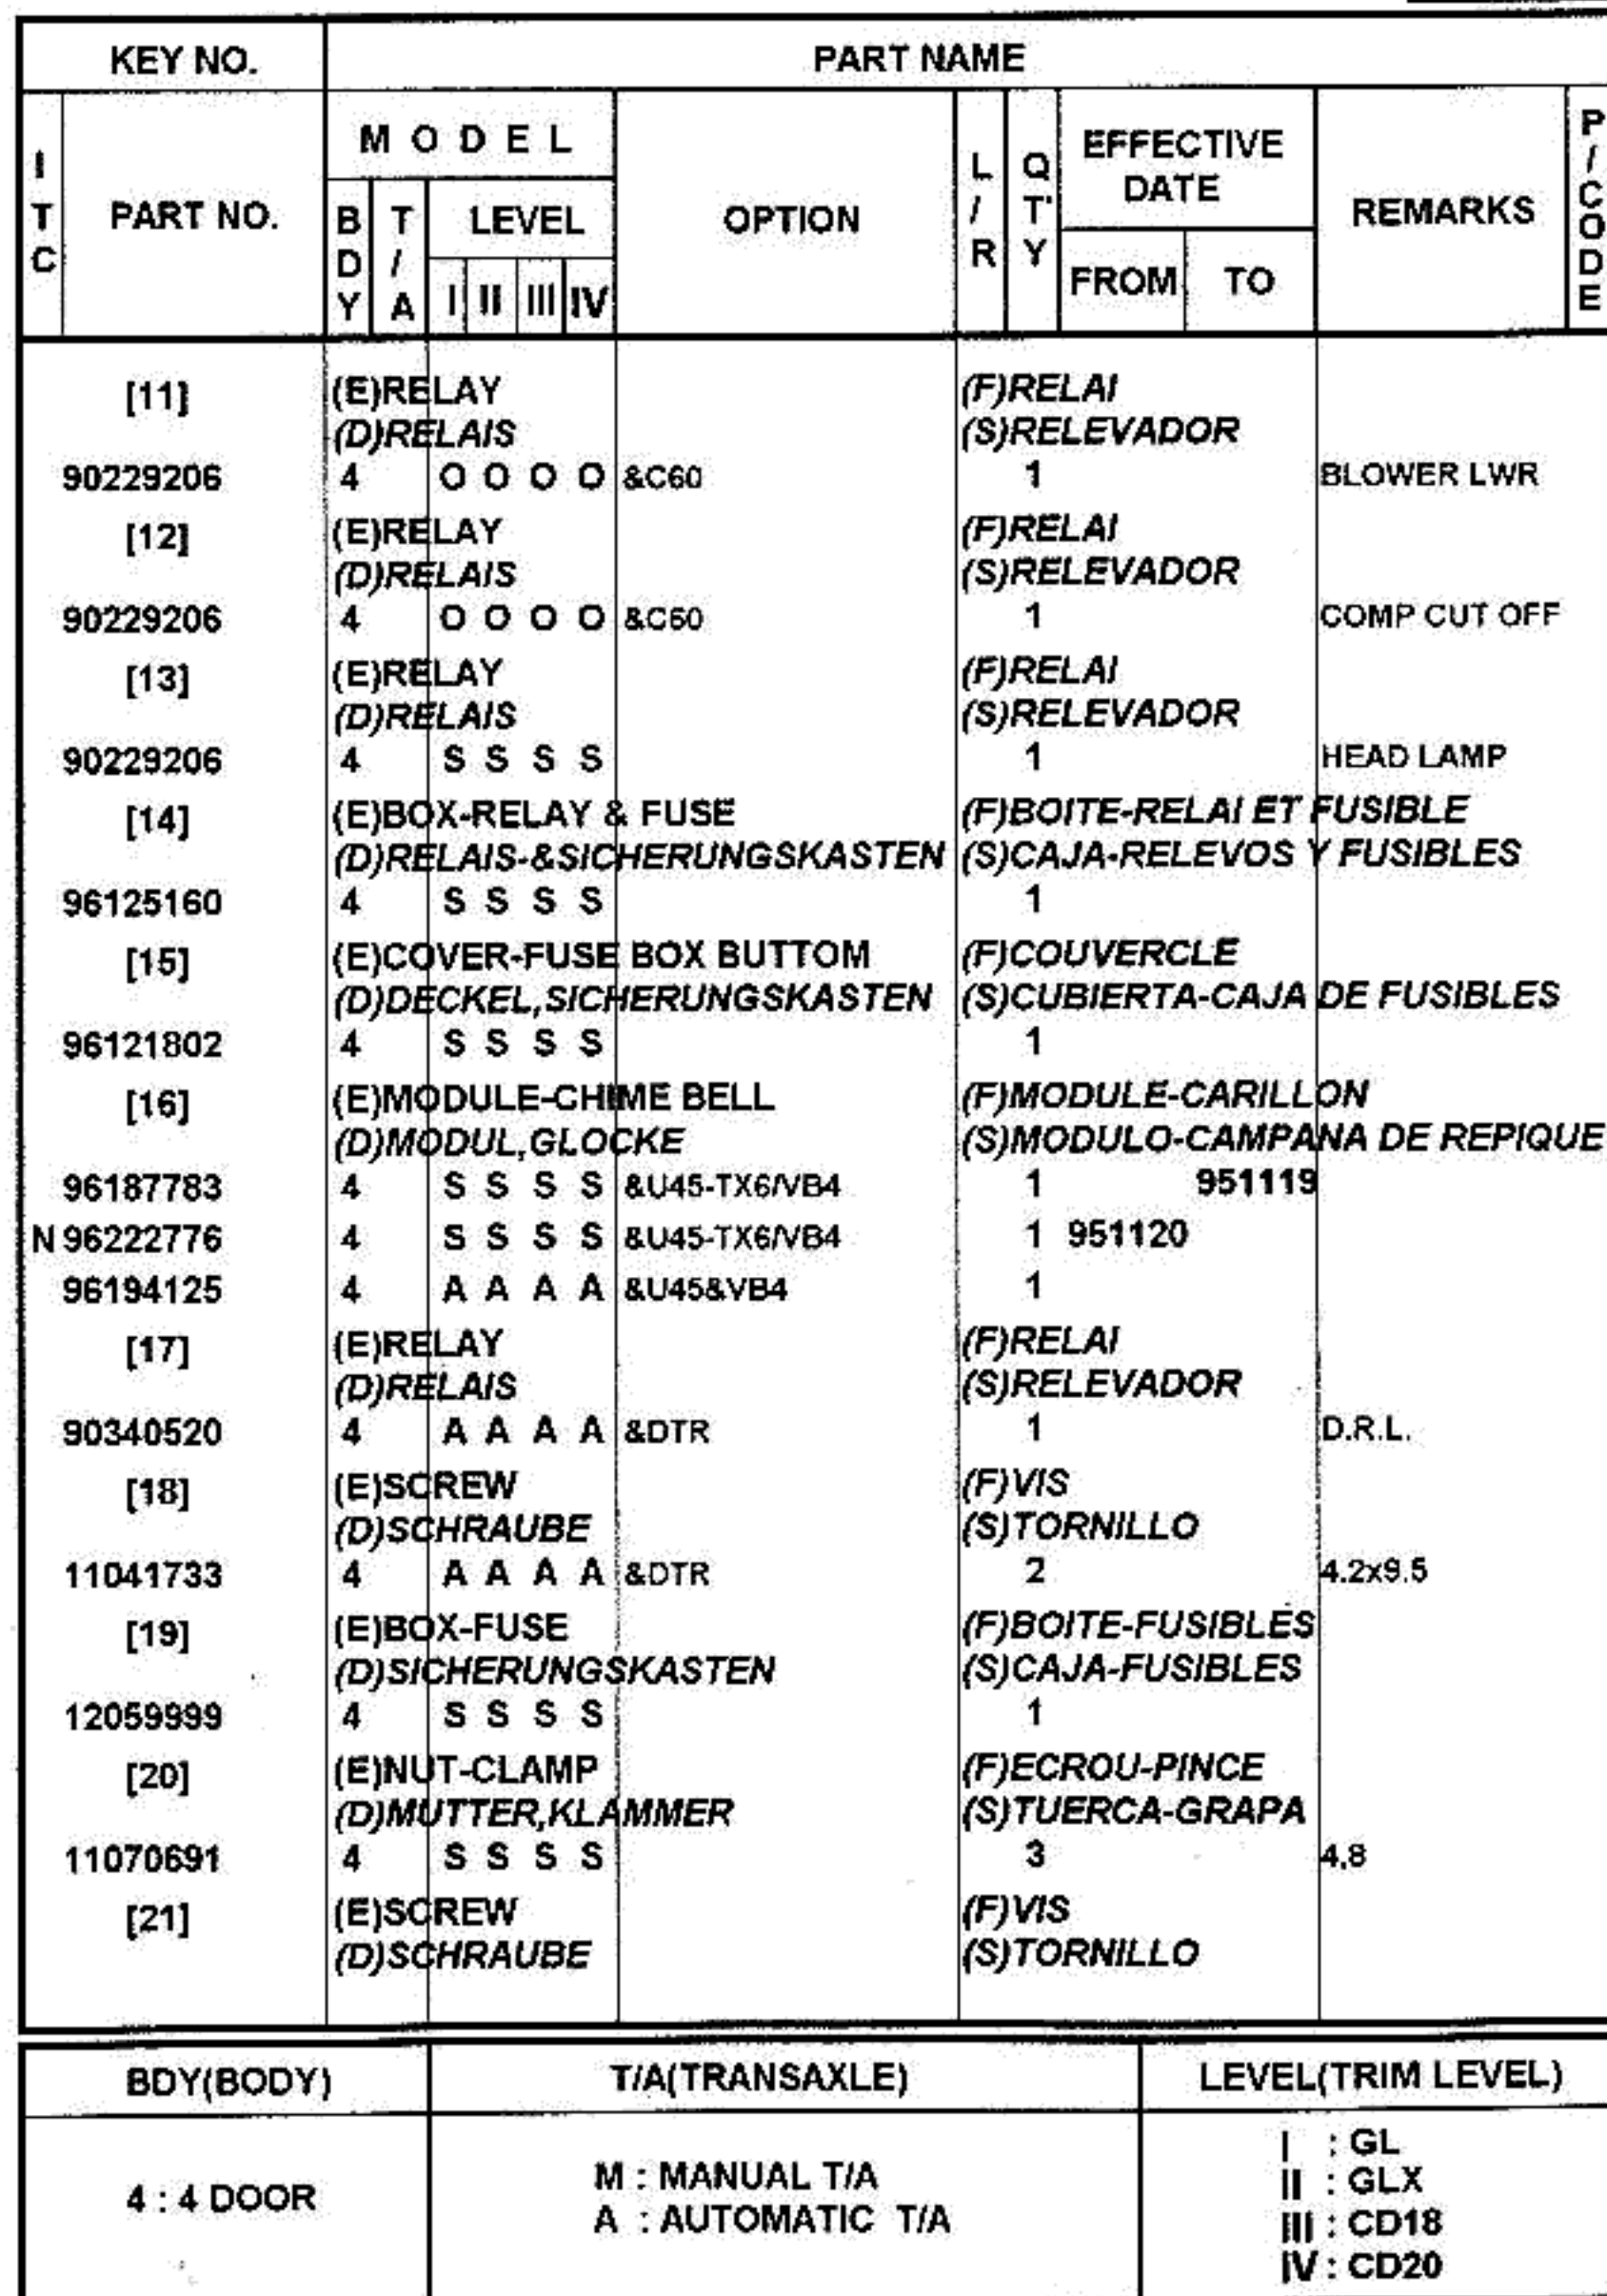 KEY NO. PART NAME
ITC PART NO. MODEL OPTION L/R Q'TY EFFECTIVE DATE REMARKS P/CODE
BDY T/A LEVEL FROM TO
I II III IV
[11] (E)RELAY (F)RELAI
(D)RELAIS (S)RELEVADOR
90229206 4 O O O O &C60 1 BLOWER LWR
[12] (E)RELAY (F)RELAI
(D)RELAIS (S)RELEVADOR
90229206 4 O O O O &C60 1 COMP CUT OFF
[13] (E)RELAY (F)RELAI
(D)RELAIS (S)RELEVADOR
90229206 4 S S S S 1 HEAD LAMP
[14] (E)BOX-RELAY & FUSE (F)BOITE-RELAI ET FUSIBLE
(D)RELAIS-&SICHERUNGSKASTEN (S)CAJA-RELEVOS Y FUSIBLES
96125160 4 S S S S 1
[15] (E)COVER-FUSE BOX BUTTOM (F)COUVERCLE
(D)DECKEL,SICHERUNGSKASTEN (S)CUBIERTA-CAJA DE FUSIBLES
96121802 4 S S S S 1
[16] (E)MODULE-CHIME BELL (F)MODULE-CARILLON
(D)MODUL,GLOCKE (S)MODULO-CAMPANA DE REPIQUE
96187783 4 S S S S &U45-TX6/VB4 1 951119
N 96222776 4 S S S S &U45-TX6/VB4 1 951120
96194125 4 A A A A &U45&VB4 1
[17] (E)RELAY (F)RELAI
(D)RELAIS (S)RELEVADOR
90340520 4 A A A A &DTR 1 D.R.L.
[18] (E)SCREW (F)VIS
(D)SCHRAUBE (S)TORNILLO
11041733 4 A A A A &DTR 2 4.2x9.5
[19] (E)BOX-FUSE (F)BOITE-FUSIBLES
(D)SICHERUNGSKASTEN (S)CAJA-FUSIBLES
12059999 4 S S S S 1
[20] (E)NUT-CLAMP (F)ECROU-PINCE
(D)MUTTER,KLAMMER (S)TUERCA-GRAPA
11070691 4 S S S S 3 4,8
[21] (E)SCREW (F)VIS
(D)SCHRAUBE (S)TORNILLO
BDY(BODY) T/A(TRANSAXLE) LEVEL(TRIM LEVEL)
4 : 4 DOOR
M : MANUAL T/A
A : AUTOMATIC T/A
I : GL
II : GLX
III : CD18
IV : CD20